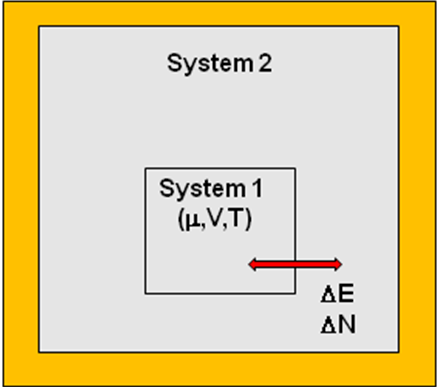 System 2
System 1
(μ,V,T)
ΔE
ΔN